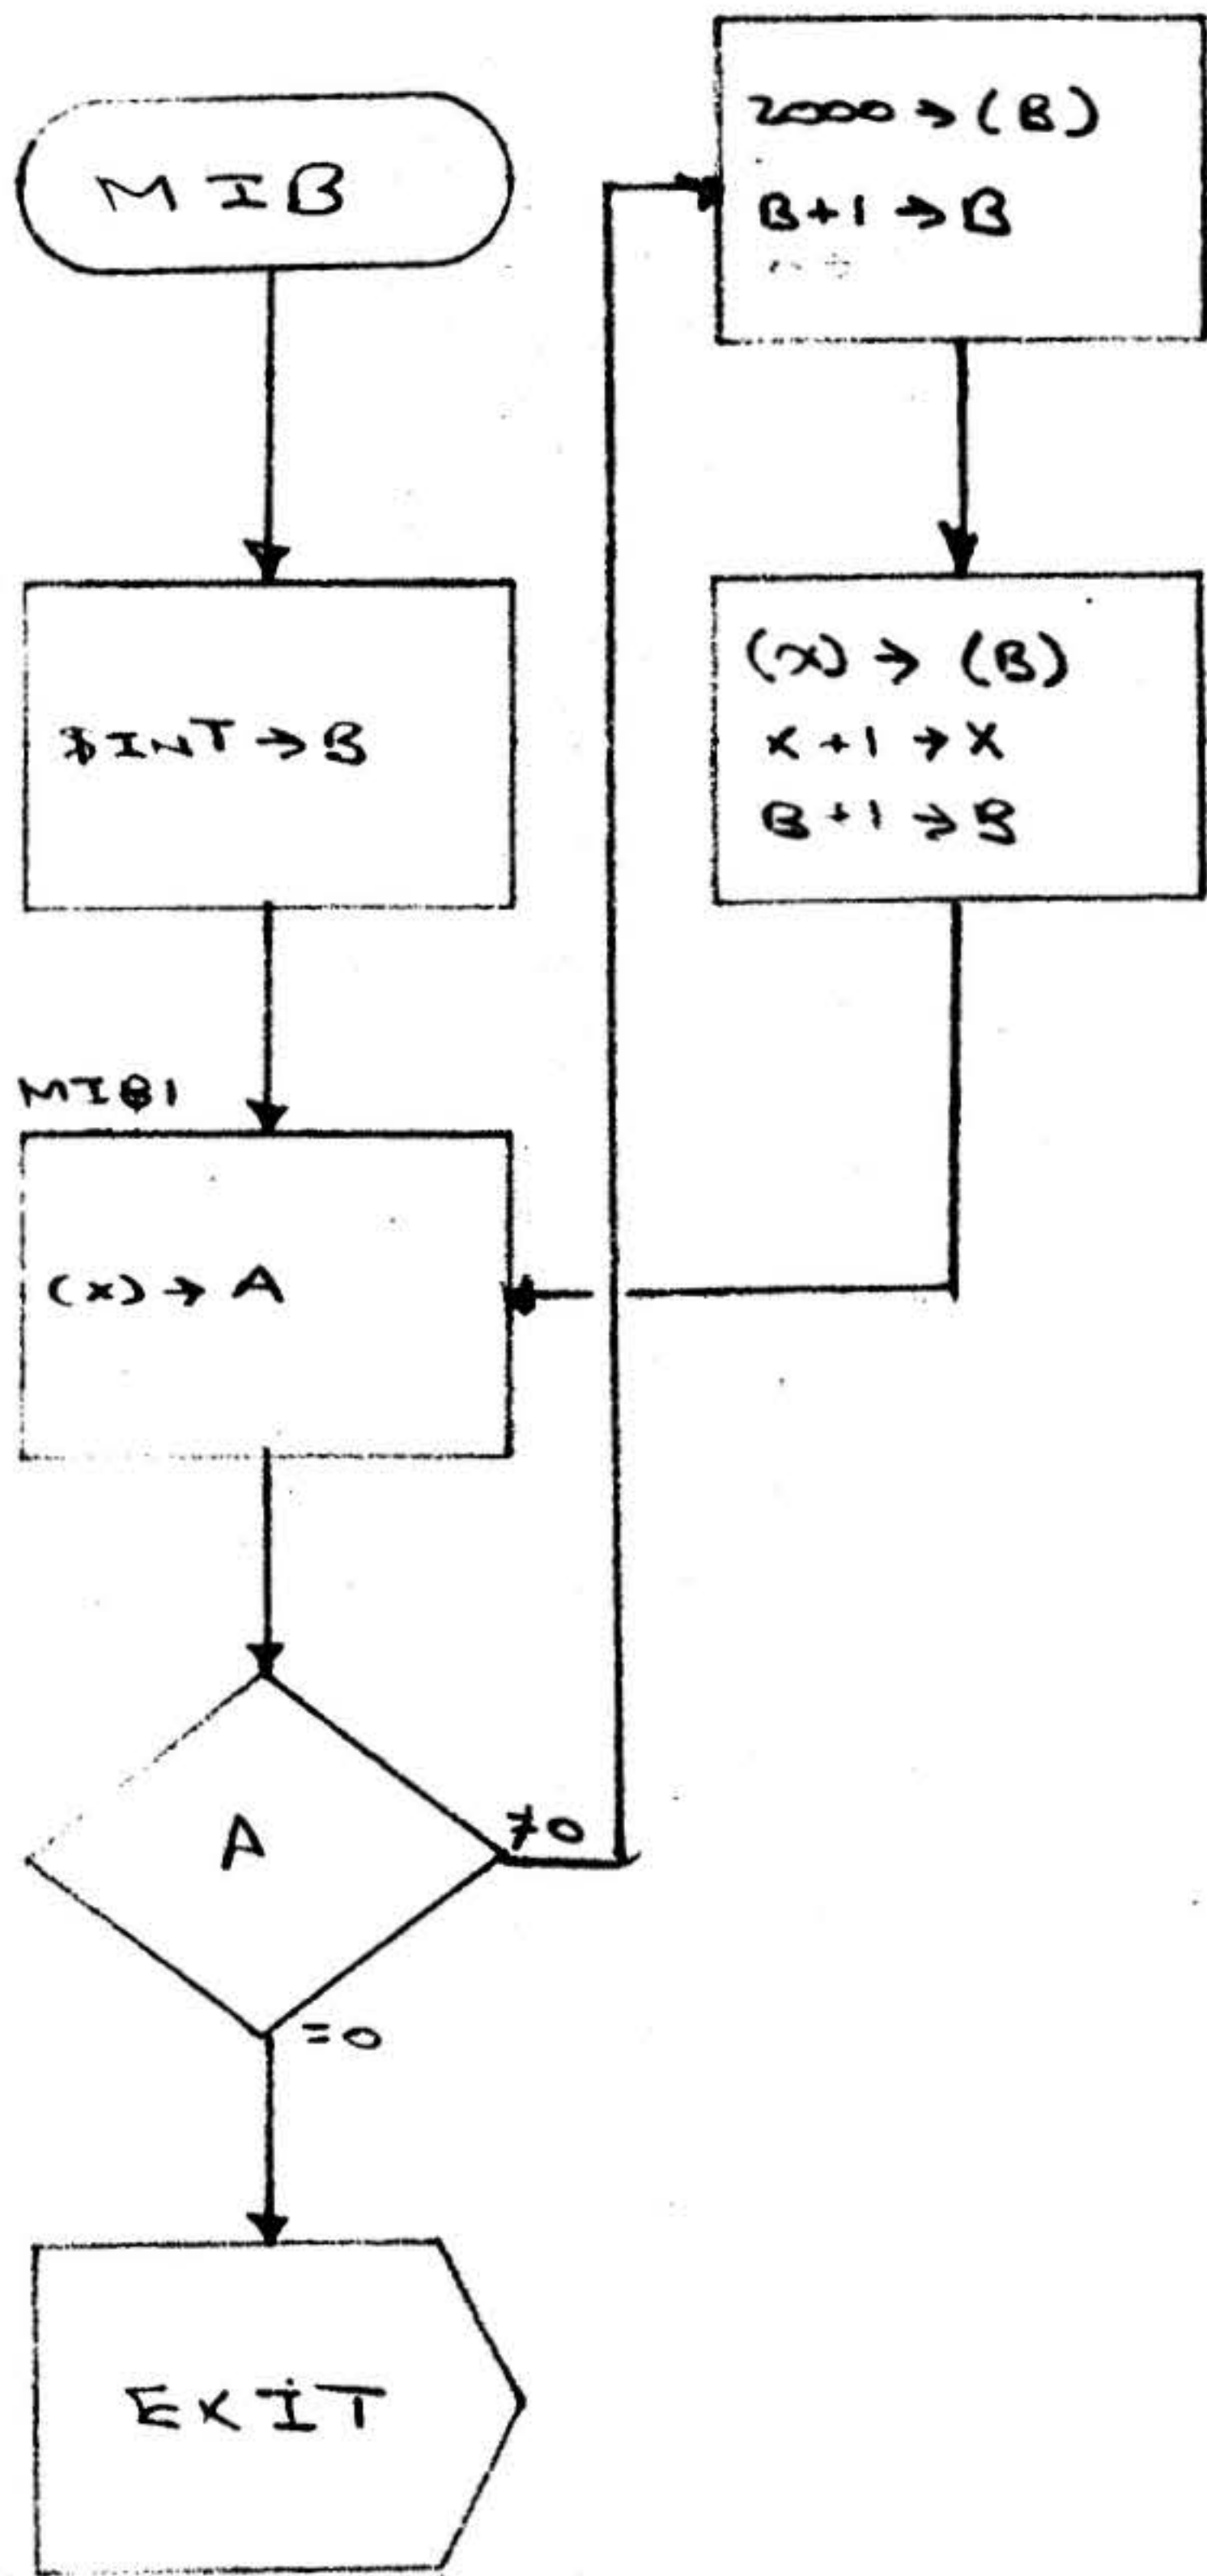 MIB
$INT → B
MIB1
(x) → A
A
≠0
=0
EXIT
2000 → (B)
B+1 → B
(x) → (B)
x+1 → X
B+1 → B